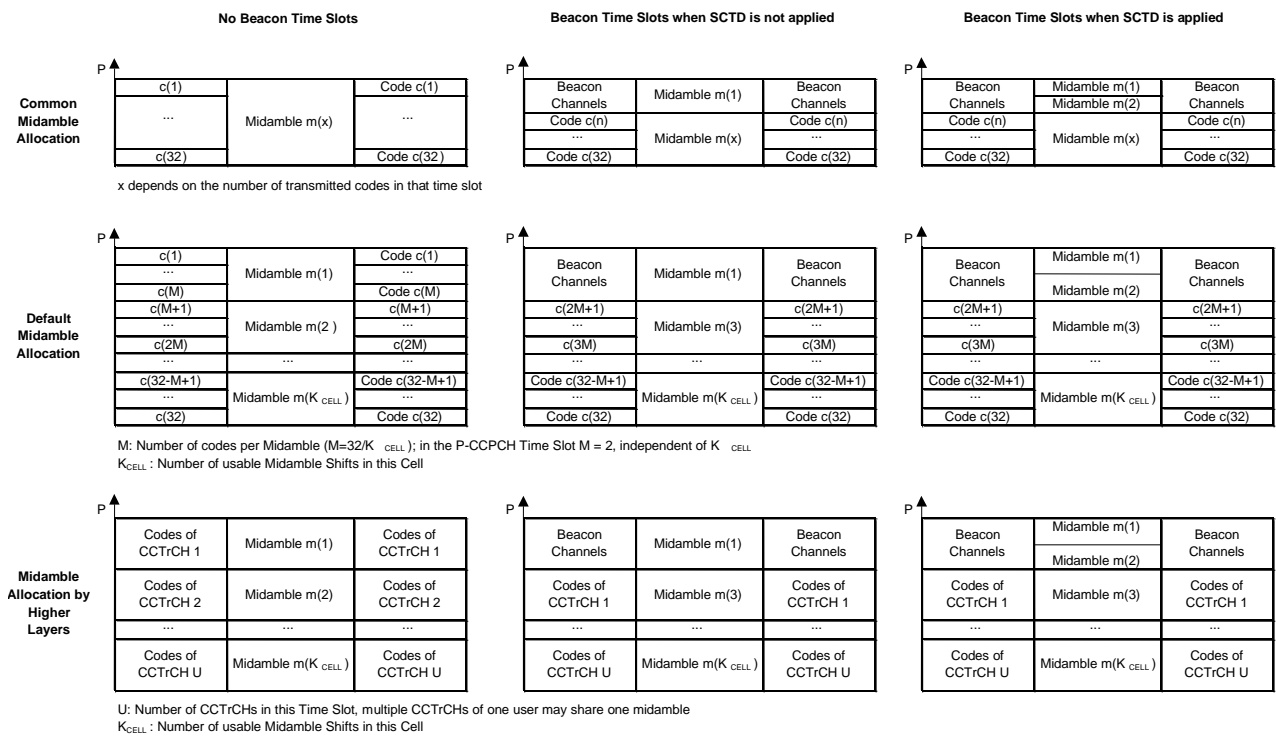 No Beacon Time Slots
Beacon Time Slots when SCTD is not applied
Beacon Time Slots when SCTD is applied
Common
Midamble
Allocation
P
c(1)
...
c(32)
Midamble m(x)
Code c(1)
...
Code c(32)
P
Beacon
Channels
Code c(n)
...
Code c(32)
Midamble m(1)
Midamble m(x)
Beacon
Channels
Code c(n)
...
Code c(32)
P
Beacon
Channels
Code c(n)
...
Code c(32)
Midamble m(1)
Midamble m(2)
Midamble m(x)
Beacon
Channels
Code c(n)
...
Code c(32)
x depends on the number of transmitted codes in that time slot
Default
Midamble
Allocation
P
c(1)
...
c(M)
c(M+1)
...
c(2M)
...
c(32-M+1)
...
c(32)
Midamble m(1)
Midamble m(2 )
...
Midamble m(K CELL )
Code c(1)
...
Code c(M)
c(M+1)
...
c(2M)
...
Code c(32-M+1)
...
Code c(32)
P
Beacon
Channels
c(2M+1)
...
c(3M)
...
Code c(32-M+1)
...
Code c(32)
Midamble m(1)
Midamble m(3)
...
Midamble m(K CELL )
Beacon
Channels
c(2M+1)
...
c(3M)
...
Code c(32-M+1)
...
Code c(32)
P
Beacon
Channels
c(2M+1)
...
c(3M)
...
Code c(32-M+1)
...
Code c(32)
Midamble m(1)
Midamble m(2)
Midamble m(3)
...
Midamble m(K CELL )
Beacon
Channels
c(2M+1)
...
c(3M)
...
Code c(32-M+1)
...
Code c(32)
M: Number of codes per Midamble (M=32/K CELL ); in the P-CCPCH Time Slot M = 2, independent of K CELL
KCELL : Number of usable Midamble Shifts in this Cell
Midamble
Allocation by
Higher
Layers
P
Codes of
CCTrCH 1
Codes of
CCTrCH 2
...
Codes of
CCTrCH U
Midamble m(1)
Midamble m(2)
...
Midamble m(K CELL )
Codes of
CCTrCH 1
Codes of
CCTrCH 2
...
Codes of
CCTrCH U
P
Beacon
Channels
Codes of
CCTrCH 1
...
Codes of
CCTrCH U
Midamble m(1)
Midamble m(3)
...
Midamble m(K CELL )
Beacon
Channels
Codes of
CCTrCH 1
...
Codes of
CCTrCH U
P
Beacon
Channels
Codes of
CCTrCH 1
...
Codes of
CCTrCH U
Midamble m(1)
Midamble m(2)
Midamble m(3)
...
Midamble m(K CELL )
Beacon
Channels
Codes of
CCTrCH 1
...
Codes of
CCTrCH U
U: Number of CCTrCHs in this Time Slot, multiple CCTrCHs of one user may share one midamble
KCELL : Number of usable Midamble Shifts in this Cell